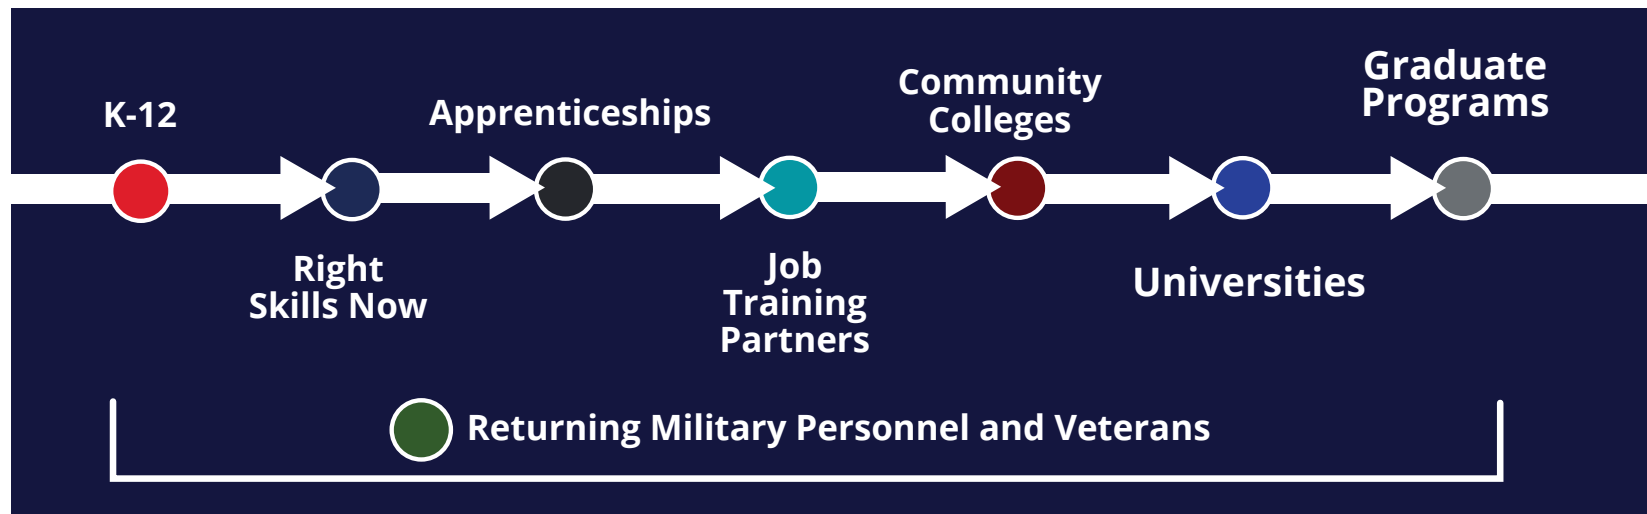 K-12
Right
Skills Now
Apprenticeships
Job
Training
Partners
Community
Colleges
Universities
Graduate
Programs
Returning Military Personnel and Veterans